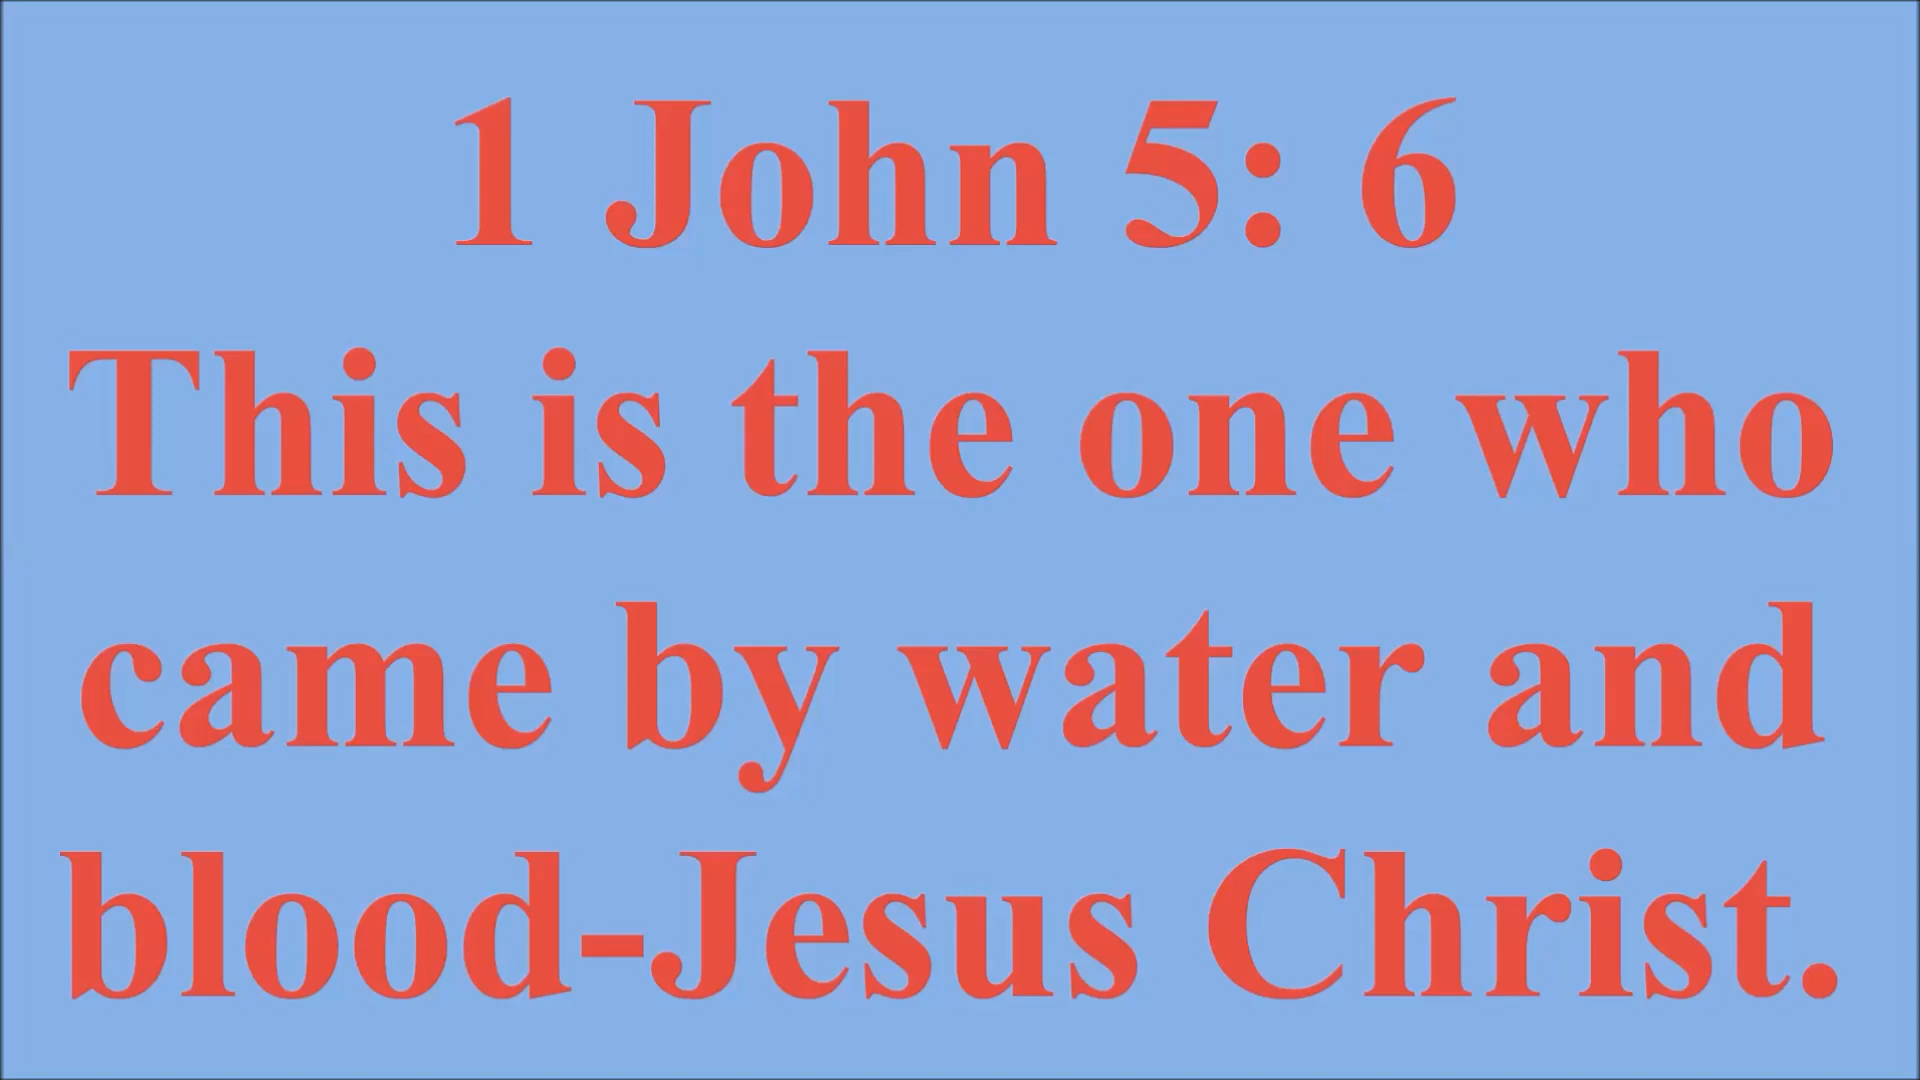 1 John 5: 6
This is the one who
came by water and
blood-Jesus Christ.